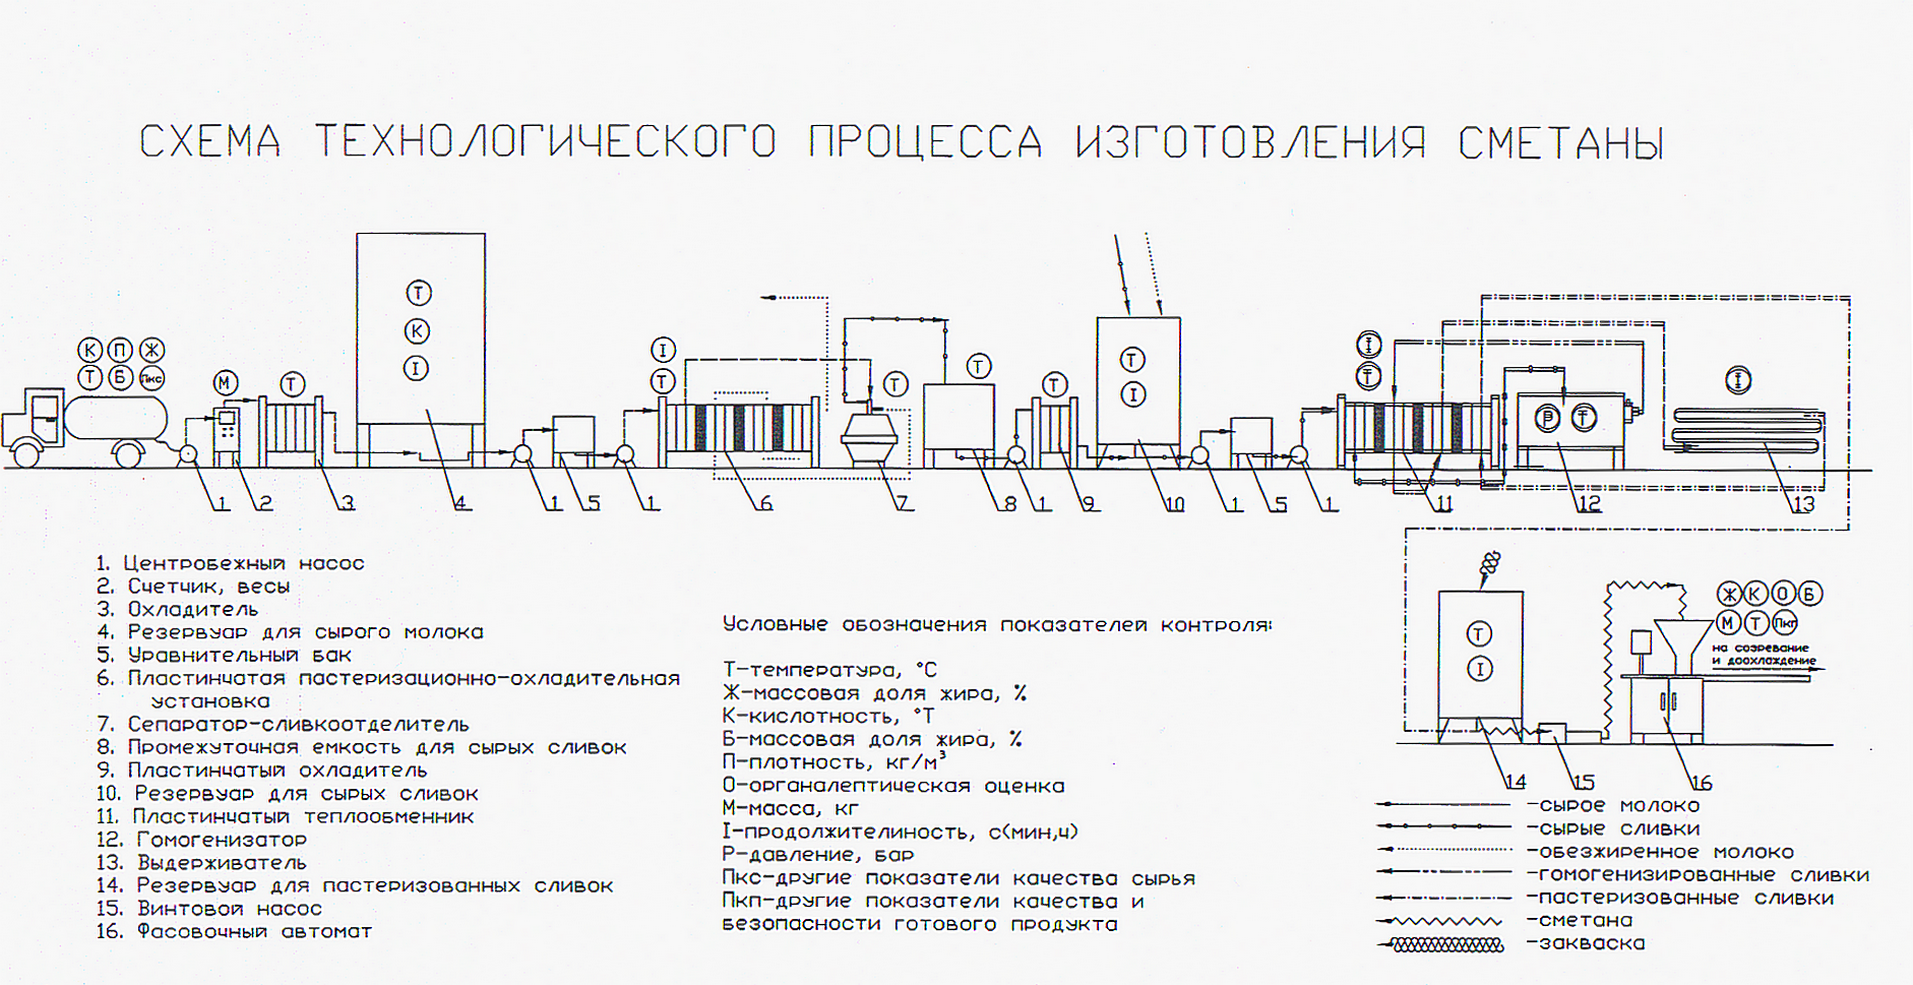 СХЕМА ТЕХНОЛОГИЧЕСКОГО ПРОЦЕССА ИЗГОТОВЛЕНИЯ СМЕТАНЫ
К П Ж
Т Б Пкс
М
Т
Т
К
І
І
Т
Т
Т
Т
Т
І
І
Т
Р Т
І
1 2 3 4 1 5 1 6 7 8 1 9 10 1 5 1 11 12 13
Т
І
Ж К О Б
М Т Пкг
на созревание
и доохлаждение
14 15 16
1. Центробежный насос
2. Счетчик, весы
3. Охладитель
4. Резервуар для сырого молока
5. Уравнительный бак
6. Пластинчатая пастеризационно-охладительная
установка
7. Сепаратор-сливкоотделитель
8. Промежуточная емкость для сырых сливок
9. Пластинчатый охладитель
10. Резервуар для сырых сливок
11. Пластинчатый теплообменник
12. Гомогенизатор
13. Выдерживатель
14. Резервуар для пастеризованных сливок
15. Винтовой насос
16. Фасовочный автомат
Условные обозначения показателей контроля:
Т-температура, °С
Ж-массовая доля жира, %
К-кислотность, °Т
Б-массовая доля жира, %
П-плотность, кг/м³
О-органалептическая оценка
М-масса, кг
І-продолжителиность, с(мин,ч)
Р-давление, бар
Пкс-другие показатели качества сырья
Пкп-другие показатели качества и
безопасности готового продукта
-сырое молоко
-сырые сливки
-обезжиренное молоко
-гомогенизированные сливки
-пастеризованные сливки
-сметана
-закваска